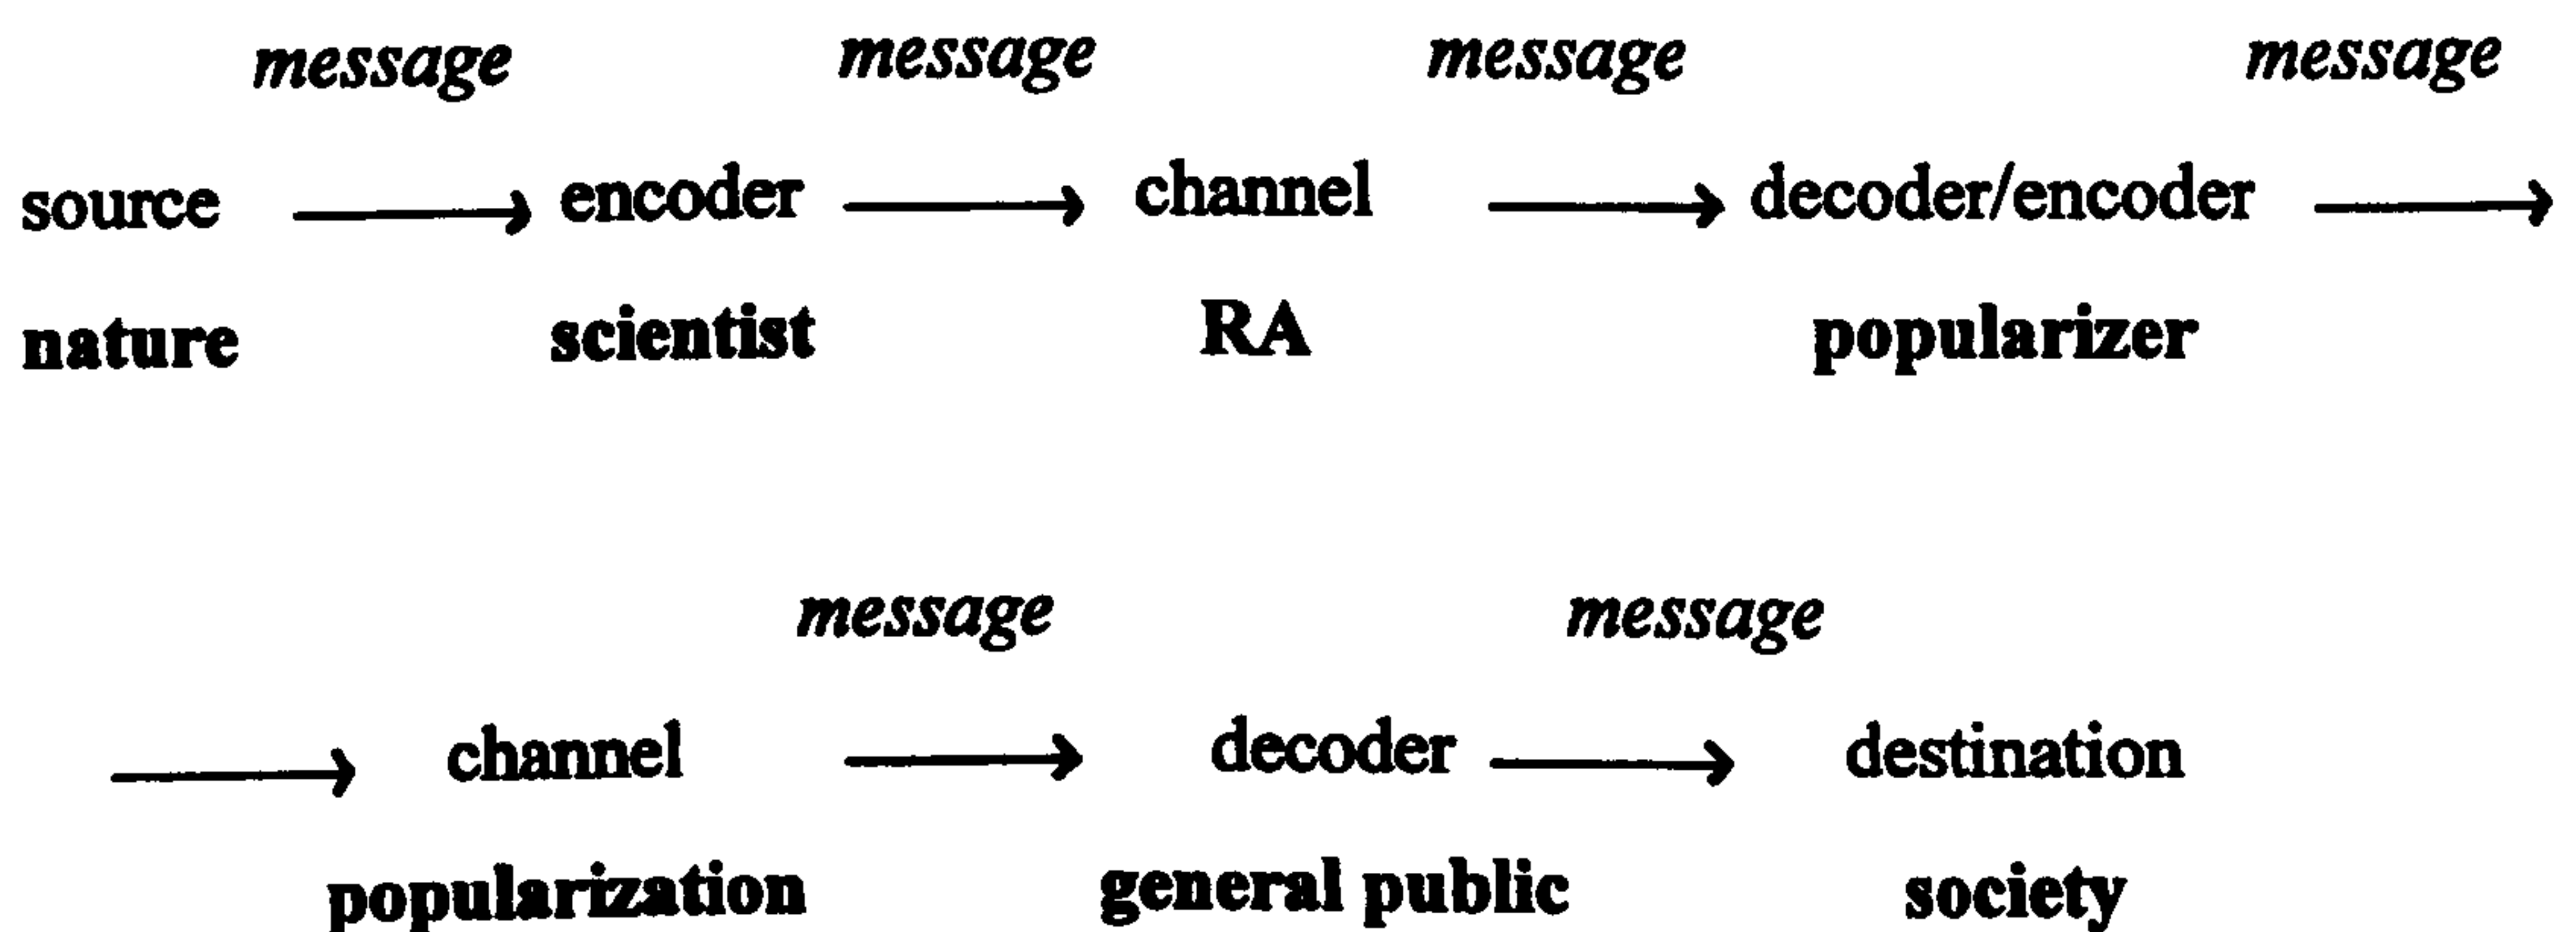 message message message message
source encoder channel decoder/encoder
nature scientist RA popularizer
message message
channel decoder destination
popularization general public society